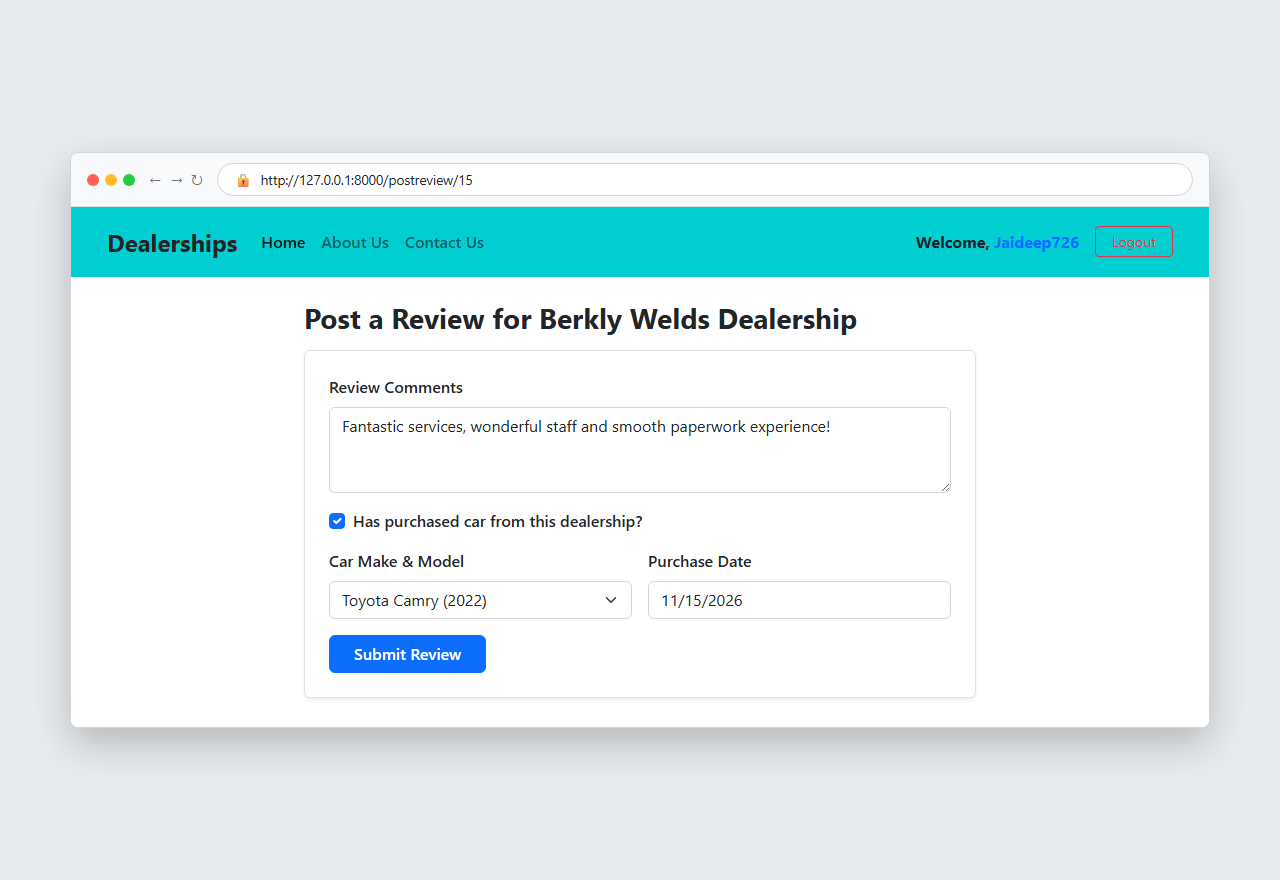 http://127.0.0.1:8000/postreview/15
Dealerships Home About Us Contact Us Welcome, Jaideep726 Logout
Post a Review for Berkly Welds Dealership
Review Comments
Fantastic services, wonderful staff and smooth paperwork experience!
Has purchased car from this dealership?
Car Make & Model Purchase Date
Toyota Camry (2022) 11/15/2026
Submit Review